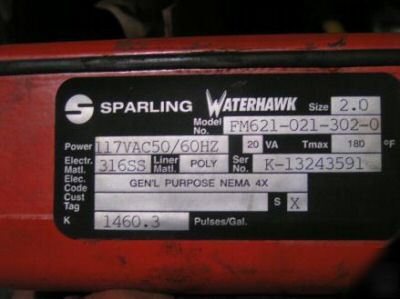 SPARLING WATERHAWK Size 2.0
Model No. FM621-021-302-0
Power 117VAC50/60HZ 20 VA Tmax 180 °F
Electr. Matl. 316SS Liner Matl. POLY Ser No K-13243591
Elec. Code GEN'L PURPOSE NEMA 4X
Cust Tag S X
K 1460.3 Pulses/Gal.